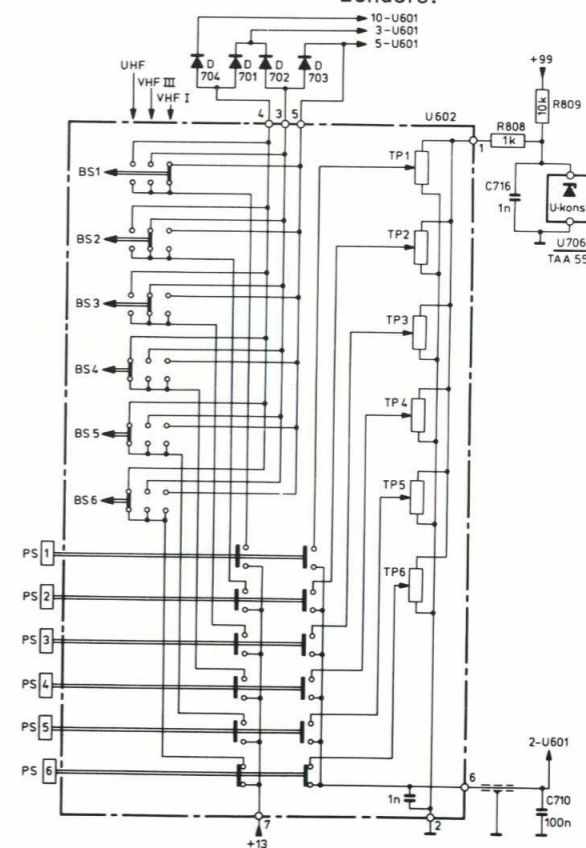 Zenders.
10-U601
3-U601
5-U601
D 704
D 701
D 702
D 703
UHF
VHF III
VHF I
4 3 5
U602
+99
R809
10k
R808
1k
1
C716
1n
U-kons
U706
TAA 55
BS1
BS2
BS3
BS4
BS5
BS6
TP1
TP2
TP3
TP4
TP5
TP6
PS 1
PS 2
PS 3
PS 4
PS 5
PS 6
1n
6
2-U601
C710
100n
7
+13
2